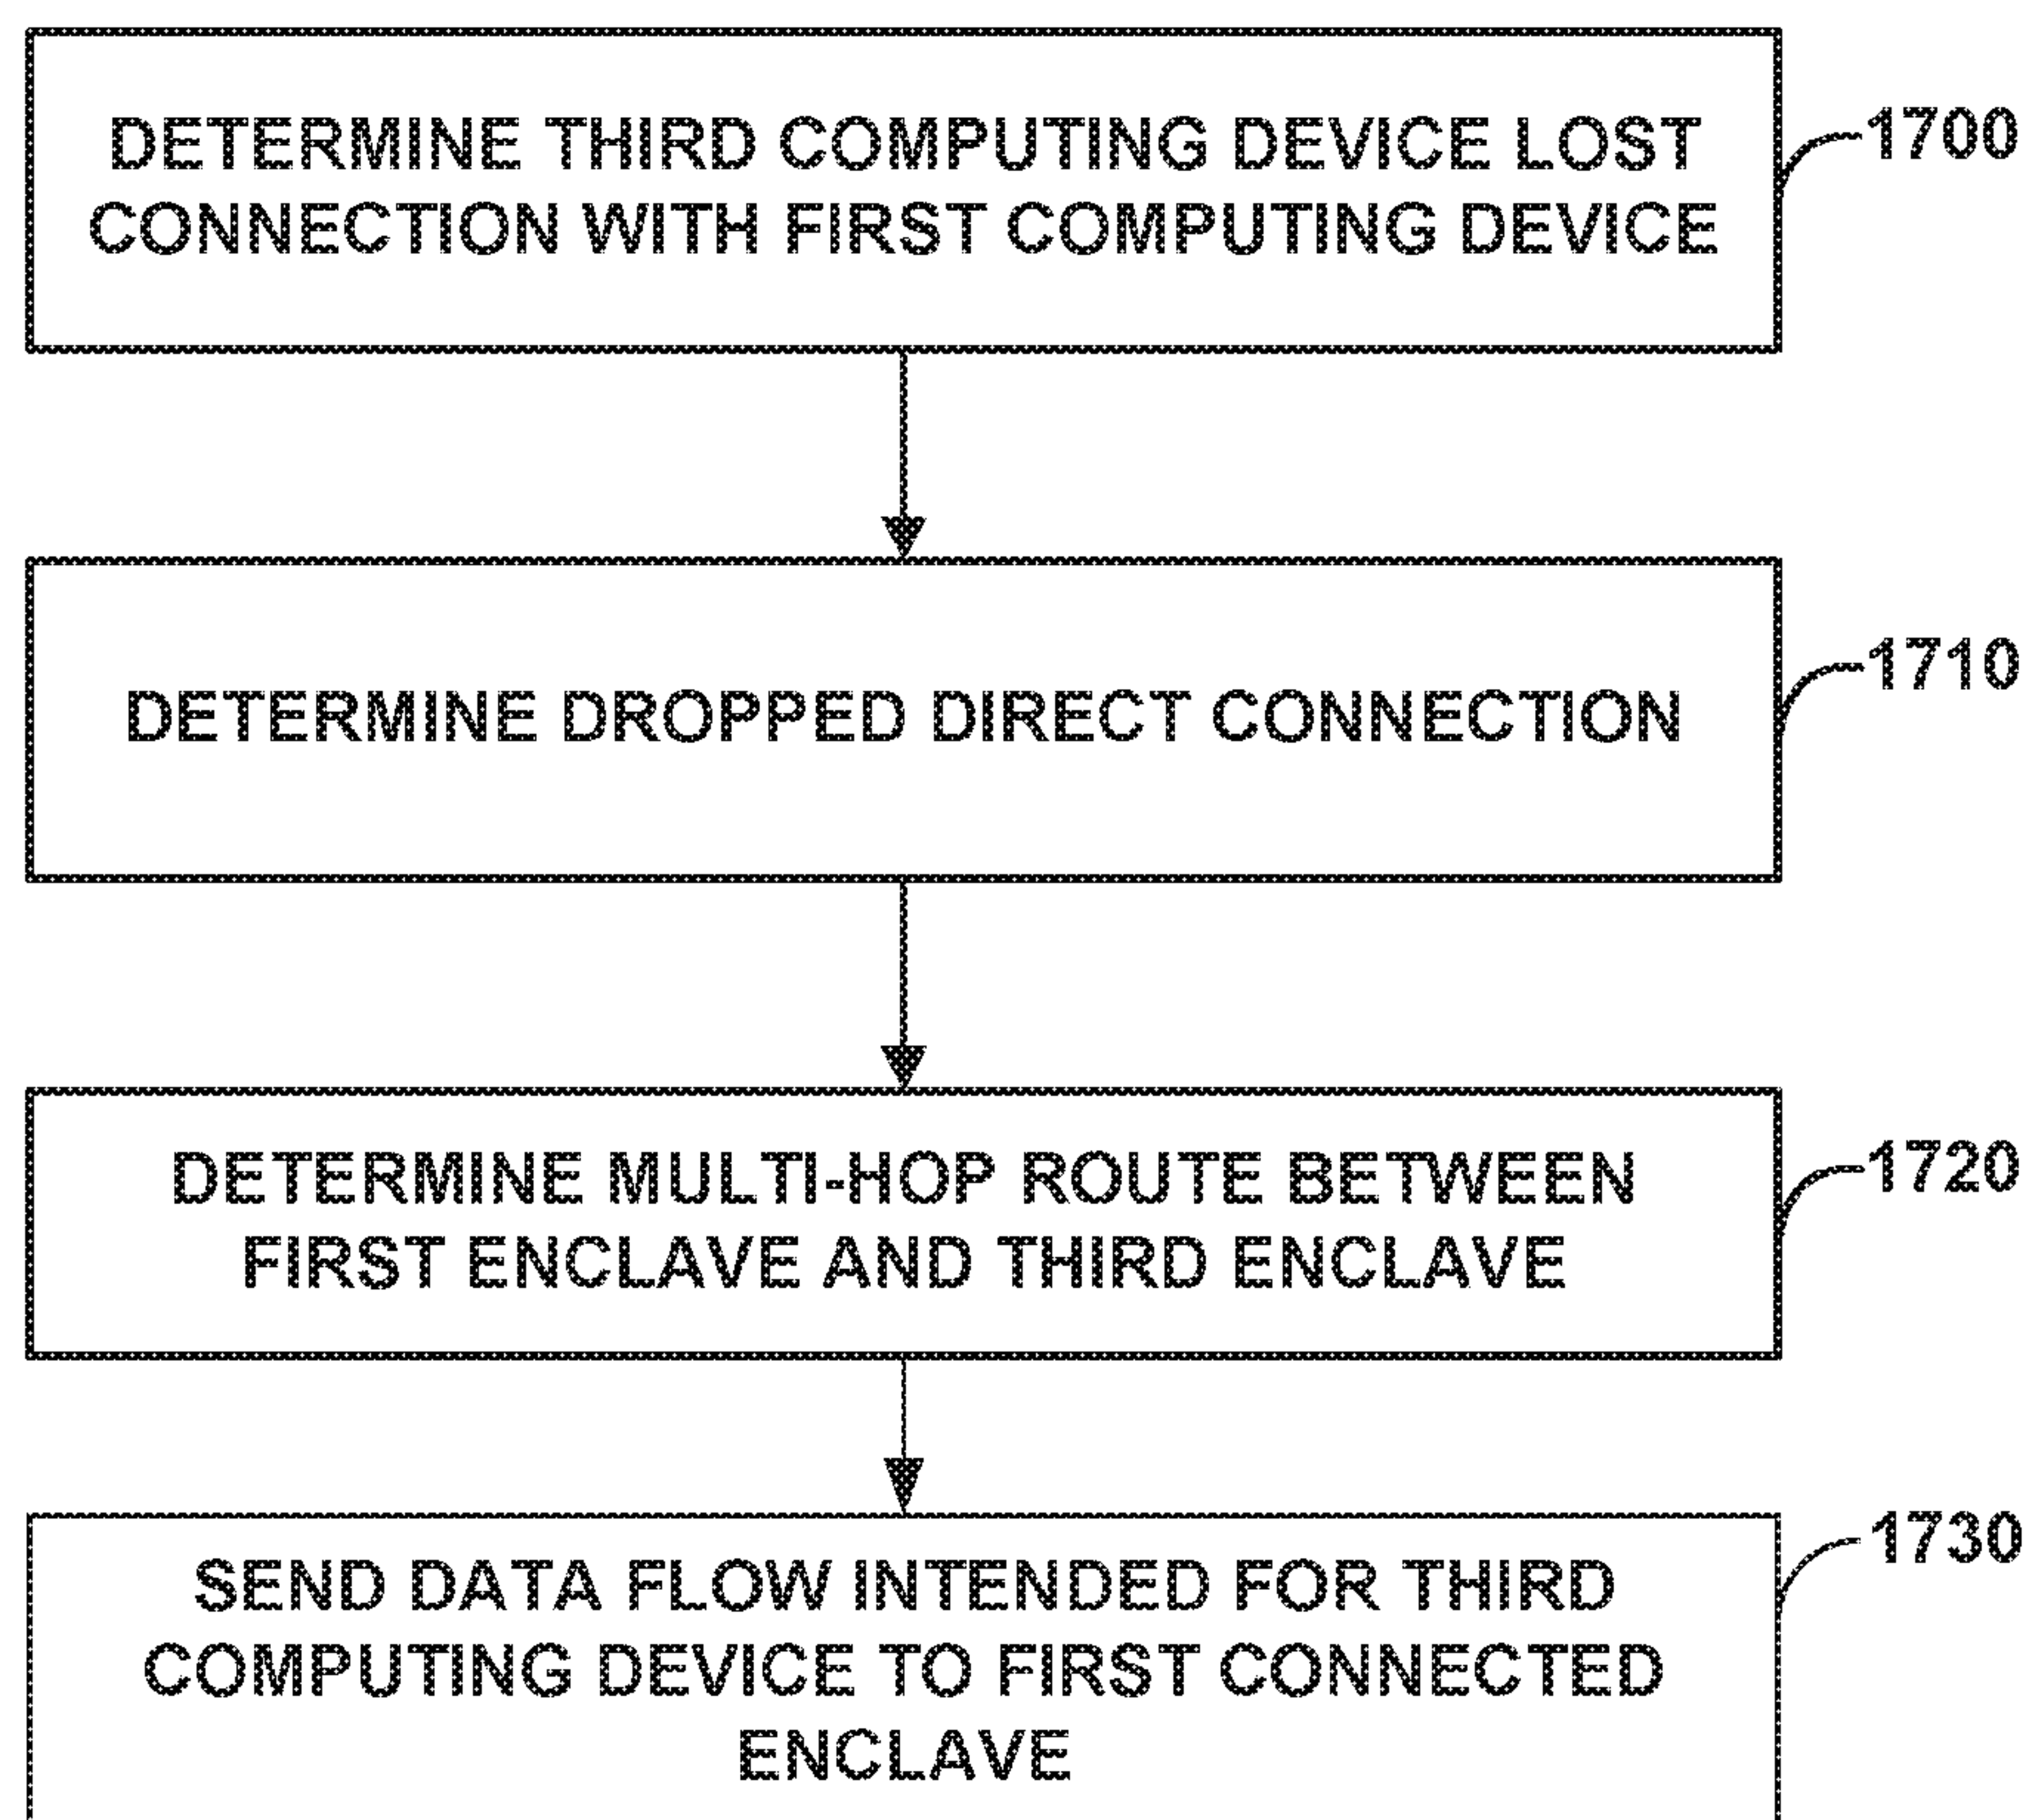 DETERMINE THIRD COMPUTING DEVICE LOST
CONNECTION WITH FIRST COMPUTING DEVICE
1700
DETERMINE DROPPED DIRECT CONNECTION
1710
DETERMINE MULTI-HOP ROUTE BETWEEN
FIRST ENCLAVE AND THIRD ENCLAVE
1720
SEND DATA FLOW INTENDED FOR THIRD
COMPUTING DEVICE TO FIRST CONNECTED
ENCLAVE
1730